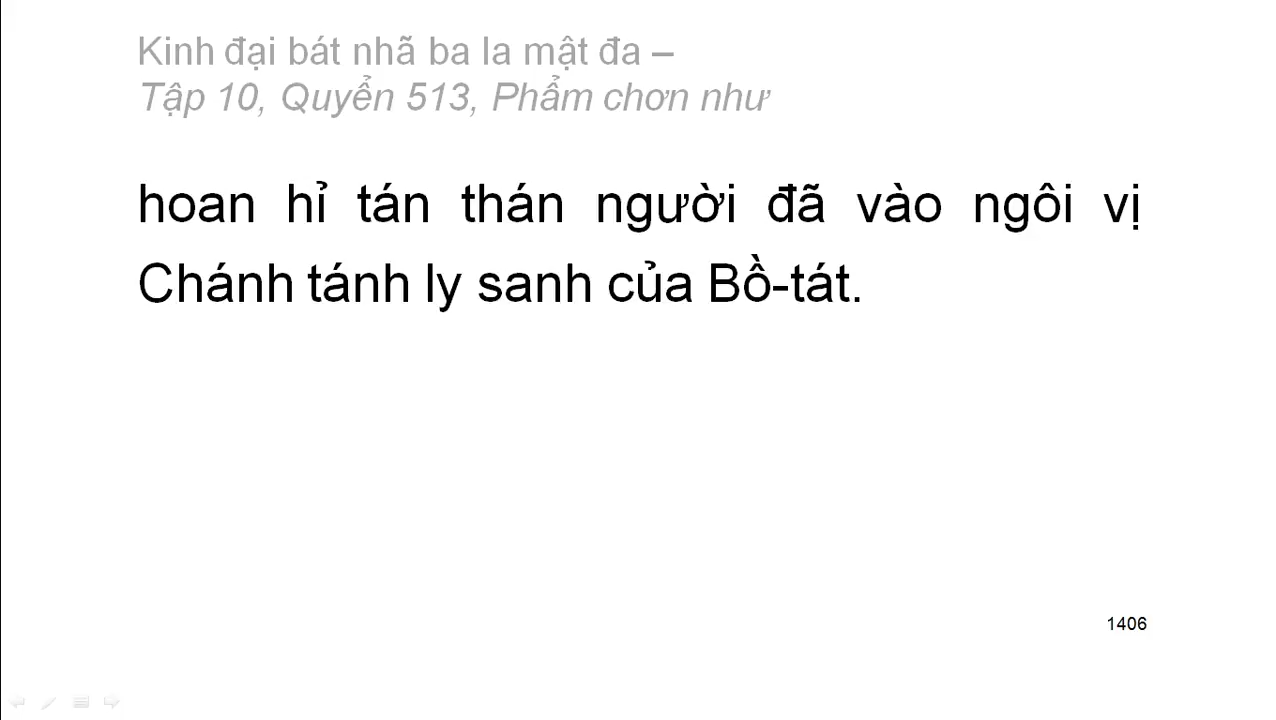 Kinh đại bát nhã ba la mật đa –
Tập 10, Quyển 513, Phẩm chơn như
hoan hỉ tán thán người đã vào ngôi vị
Chánh tánh ly sanh của Bồ-tát.
1406